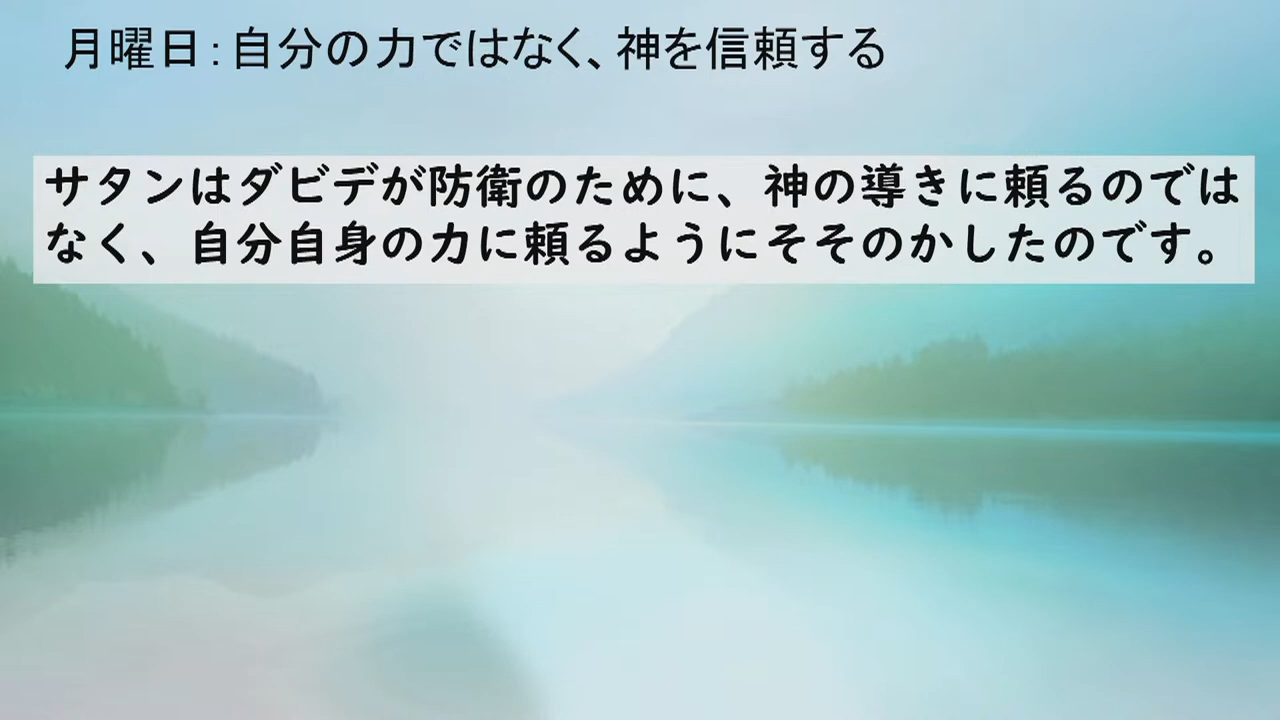 月曜日：自分の力ではなく、神を信頼する
サタンはダビデが防衛のために、神の導きに頼るのでは
なく、自分自身の力に頼るようにそそのかしたのです。